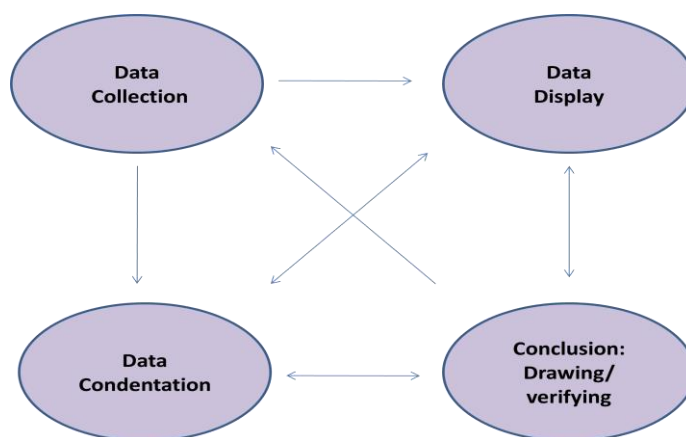 Data
Collection
Data
Display
Data
Condentation
Conclusion:
Drawing/
verifying